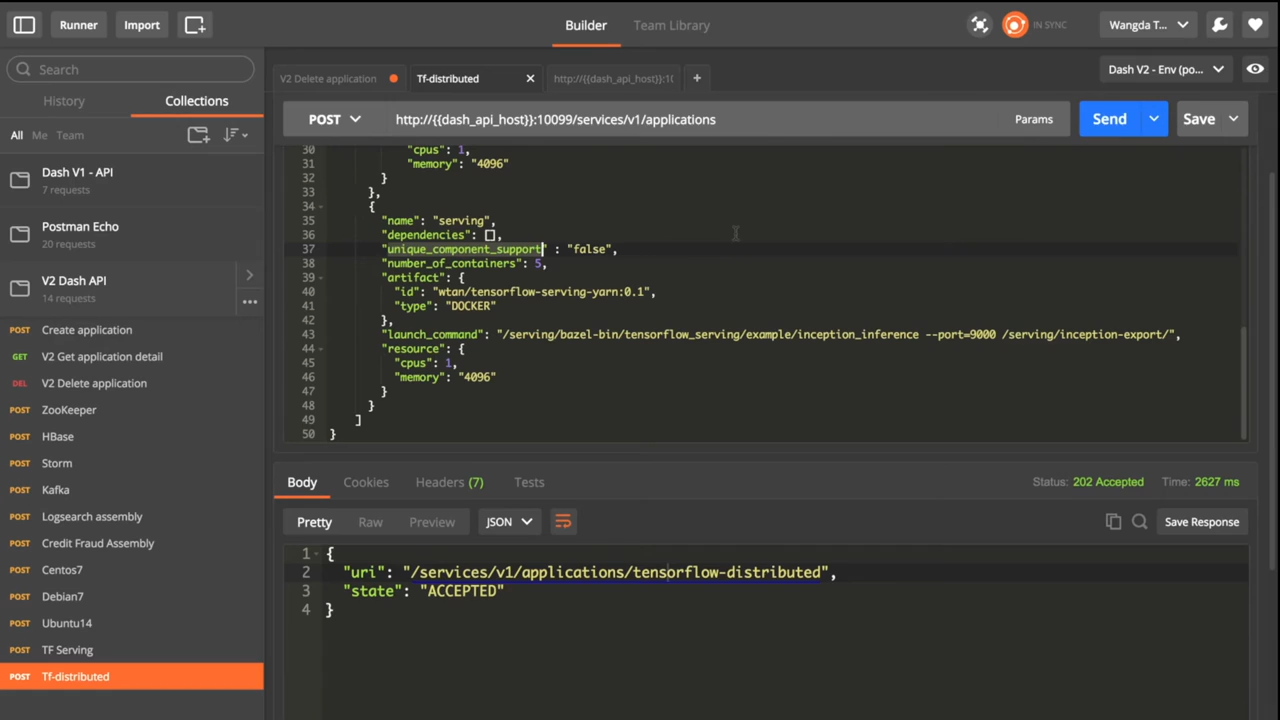 Runner Import Builder Team Library IN SYNC Wangda T...
Search
V2 Delete application Tf-distributed http://{{dash_api_host}}:10 Dash V2 - Env (po...
History Collections
All Me Team
POST http://{{dash_api_host}}:10099/services/v1/applications Params Send Save
Dash V1 - API
7 requests
Postman Echo
20 requests
V2 Dash API
14 requests
POST Create application
GET V2 Get application detail
DEL V2 Delete application
POST ZooKeeper
POST HBase
POST Storm
POST Kafka
POST Logsearch assembly
POST Credit Fraud Assembly
POST Centos7
POST Debian7
POST Ubuntu14
POST TF Serving
POST Tf-distributed
30 "cpus": 1,
31 "memory": "4096"
32 }
33 },
34 {
35 "name": "serving",
36 "dependencies": [],
37 "unique_component_support" : "false",
38 "number_of_containers": 5,
39 "artifact": {
40 "id": "wtan/tensorflow-serving-yarn:0.1",
41 "type": "DOCKER"
42 },
43 "launch_command": "/serving/bazel-bin/tensorflow_serving/example/inception_inference --port=9000 /serving/inception-export/",
44 "resource": {
45 "cpus": 1,
46 "memory": "4096"
47 }
48 }
49 ]
50 }
Body Cookies Headers (7) Tests Status: 202 Accepted Time: 2627 ms
Pretty Raw Preview JSON Save Response
1 {
2 "uri": "/services/v1/applications/tensorflow-distributed",
3 "state": "ACCEPTED"
4 }